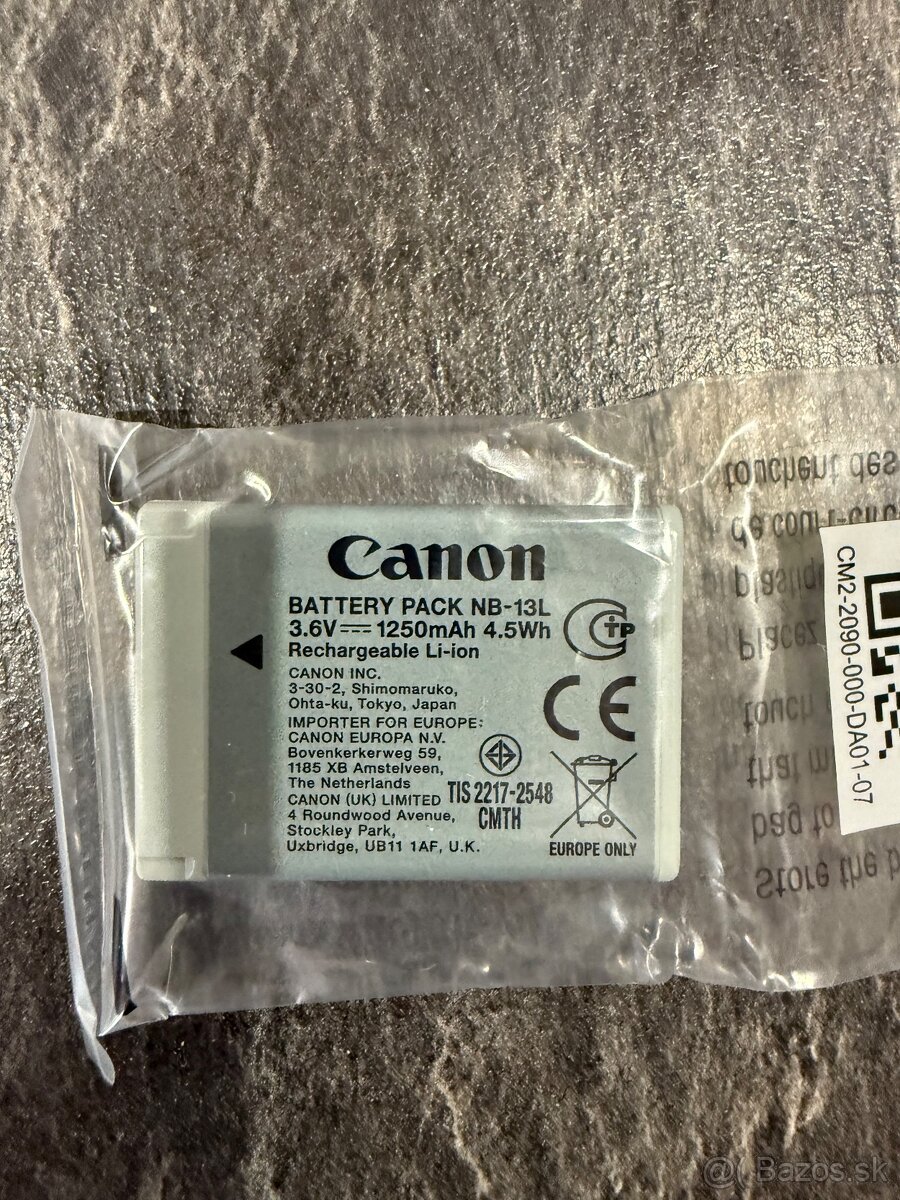 Canon
BATTERY PACK NB-13L
3.6V⎓1250mAh 4.5Wh
Rechargeable Li-ion
CANON INC.
3-30-2, Shimomaruko,
Ohta-ku, Tokyo, Japan
IMPORTER FOR EUROPE:
CANON EUROPA N.V.
Bovenkerkerweg 59,
1185 XB Amstelveen,
The Netherlands
CANON (UK) LIMITED
4 Roundwood Avenue,
Stockley Park,
Uxbridge, UB11 1AF, U.K.
TIS 2217-2548
CMTH
CE
EUROPE ONLY
CM2-2090-000-DA01-07
Store the
bag to
that
touch
Placez
de court-
touchent des
@ Bazos.sk